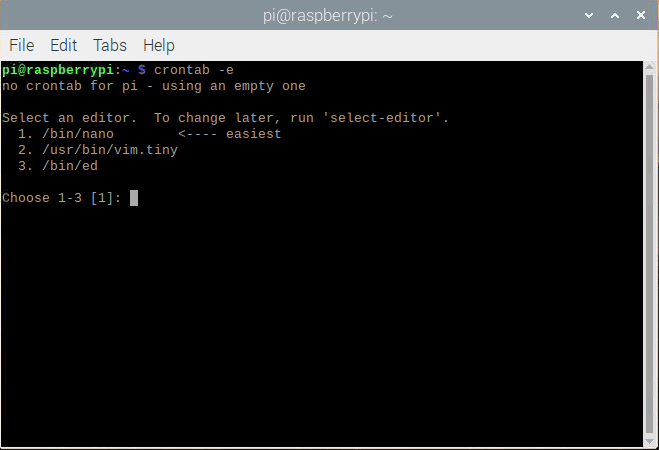 pi@raspberrypi: ~
File Edit Tabs Help
pi@raspberrypi:~ $ crontab -e
no crontab for pi - using an empty one
Select an editor.  To change later, run 'select-editor'.
  1. /bin/nano        <---- easiest
  2. /usr/bin/vim.tiny
  3. /bin/ed
Choose 1-3 [1]: